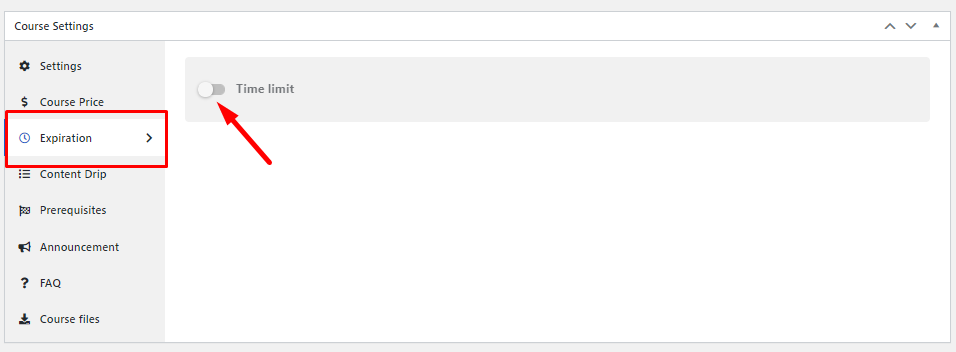 Course Settings
Settings
Course Price
Expiration
Content Drip
Prerequisites
Announcement
FAQ
Course files
Time limit